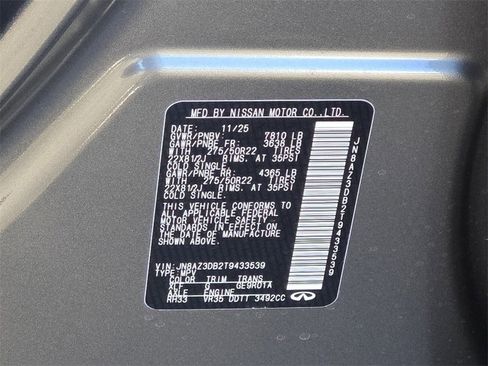 MFD BY NISSAN MOTOR CO.,LTD.
DATE: 11/25
GVWR/PNBV: 7810 LB
GAWR/PNBE FR: 3638 LB
WITH 275/50R22 TIRES
22X8 1/2J RIMS. AT 35PSI
COLD SINGLE.
GAWR/PNBE RR: 4365 LB
WITH 275/50R22 TIRES
22X8 1/2J RIMS. AT 35PSI
COLD SINGLE.
THIS VEHICLE CONFORMS TO
ALL APPLICABLE FEDERAL
MOTOR VEHICLE SAFETY
STANDARDS IN EFFECT ON
THE DATE OF MANUFACTURE
SHOWN ABOVE.
VIN: JN8AZ3DB2T9433539
TYPE: MPV
COLOR TRIM TRANS
XLF G GE9R01A
AXLE ENGINE
RH33 VR35 DDTT 3492CC
JN8AZ3DB2T9433539
INFINITI